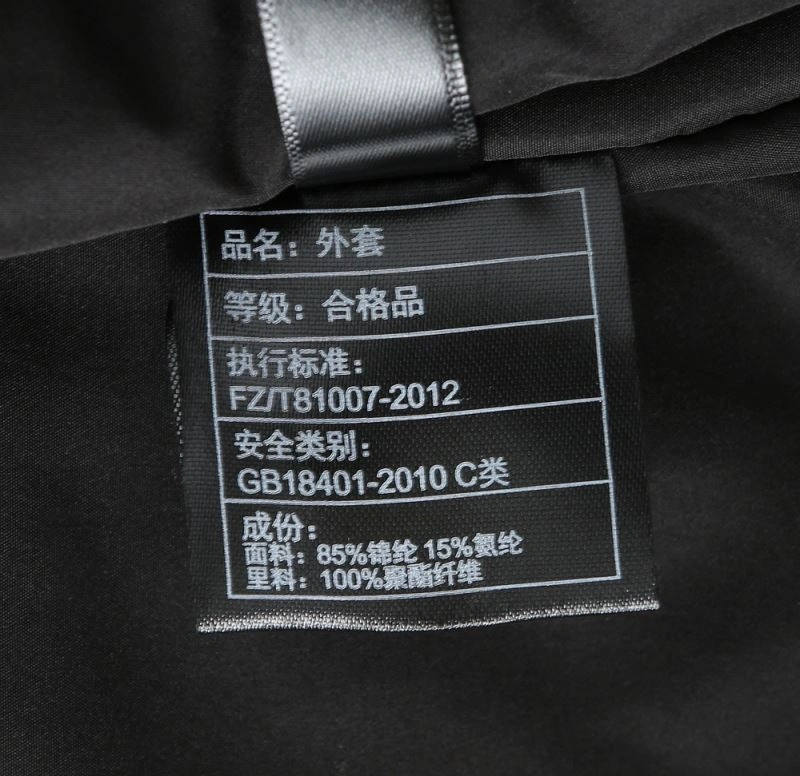 品名：外套
等级：合格品
执行标准：
FZ/T81007-2012
安全类别：
GB18401-2010 C类
成份：
面料：85%锦纶 15%氨纶
里料：100%聚酯纤维